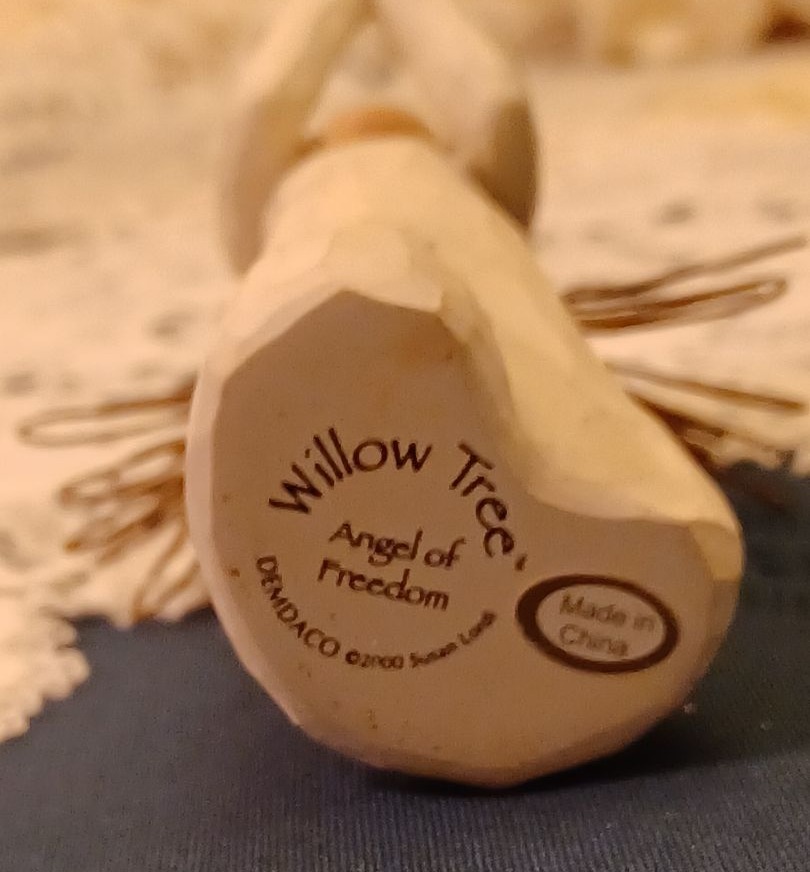 Willow Tree®
Angel of
Freedom
DEMDACO ©2000 Susan Lordi
Made in
China